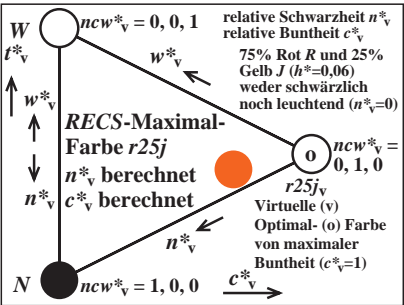 W
ncw*v = 0, 0, 1
t*v
w*v
relative Schwarzheit n*v
relative Buntheit c*v
75% Rot R und 25%
Gelb J (h*=0,06)
weder schwärzlich
noch leuchtend (n*v=0)
w*v
RECS-Maximal-
Farbe r25j
n*v berechnet
c*v berechnet
n*v
o
ncw*v =
0, 1, 0
r25jv
Virtuelle (v)
Optimal- (o) Farbe
von maximaler
Buntheit (c*v=1)
n*v
N
ncw*v = 1, 0, 0
c*v